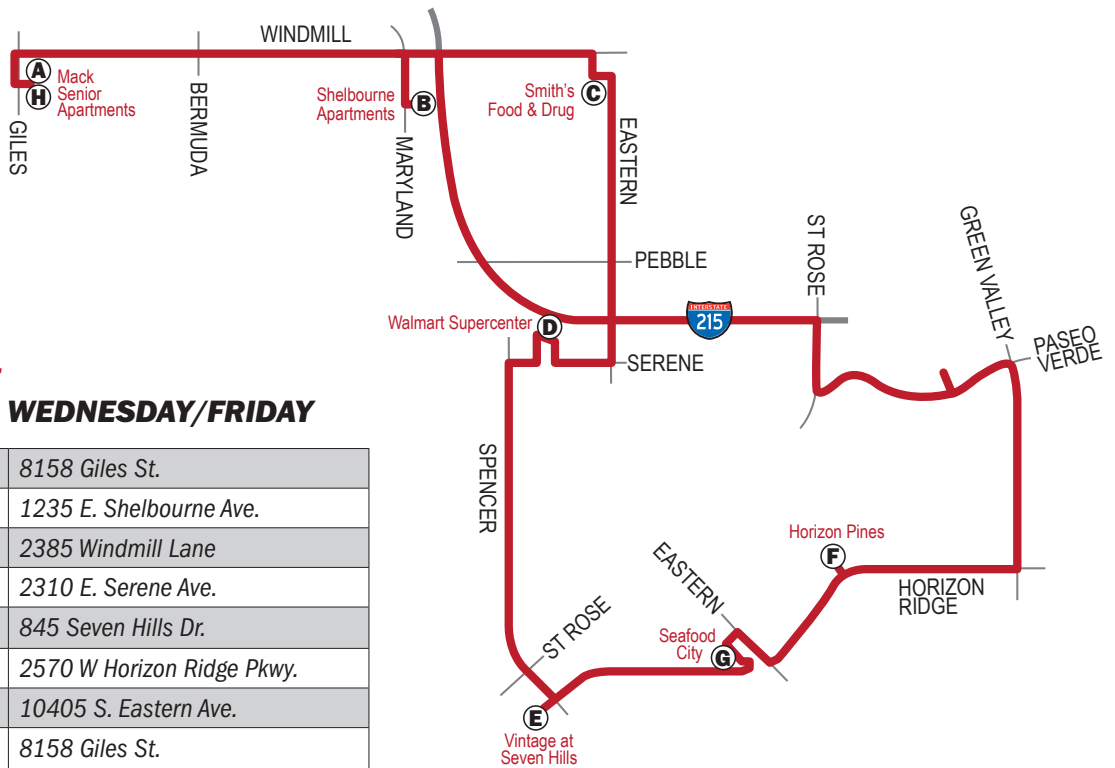 WINDMILL
A
H
Mack
Senior
Apartments
GILES
BERMUDA
Shelbourne
Apartments
B
MARYLAND
Smith's
Food & Drug
C
EASTERN
PEBBLE
ST ROSE
GREEN VALLEY
PASEO
VERDE
INTERSTATE
215
Walmart Supercenter
D
SERENE
WEDNESDAY/FRIDAY
8158 Giles St.
1235 E. Shelbourne Ave.
2385 Windmill Lane
2310 E. Serene Ave.
845 Seven Hills Dr.
2570 W Horizon Ridge Pkwy.
10405 S. Eastern Ave.
8158 Giles St.
SPENCER
ST ROSE
EASTERN
Horizon Pines
F
HORIZON
RIDGE
Seafood
City
G
E
Vintage at
Seven Hills